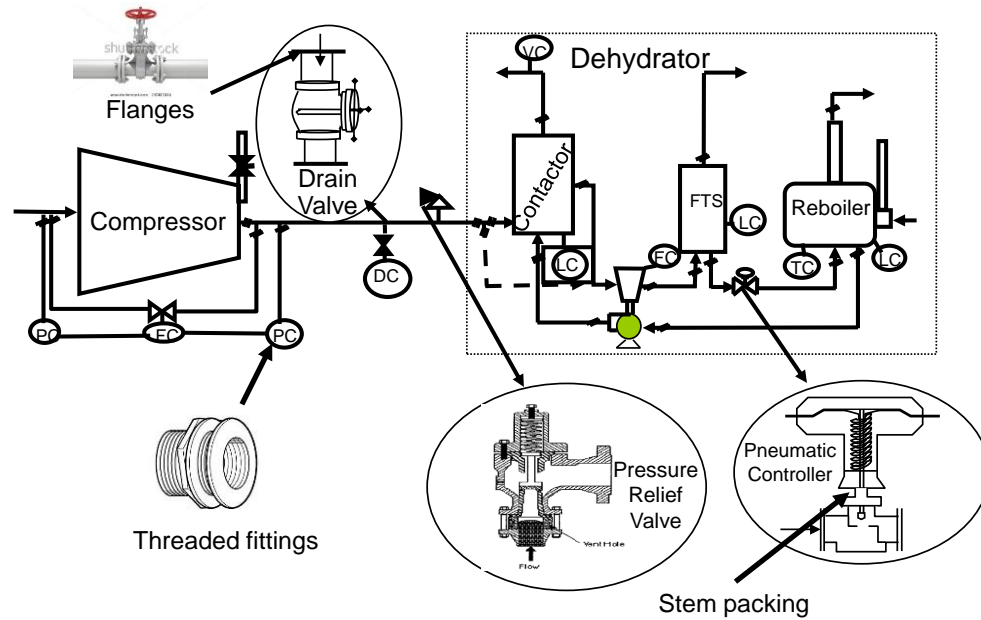 shutterstock
Flanges
Drain
Valve
Compressor
Dehydrator
VC
Contactor
FTS
LC
Reboiler
LC
FC
TC
LC
DC
PC
FC
PC
Threaded fittings
Pressure
Relief
Valve
Vent Hole
Flow
Pneumatic
Controller
Stem packing